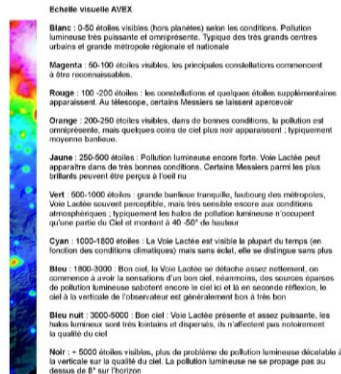 Echelle visuelle AVEX
Blanc : 0-50 étoiles visibles (hors planètes) selon les conditions. Pollution
lumineuse très puissante et omniprésente. Typique des très grands centres
urbains et grande métropole régionale et nationale
Magenta : 50-100 étoiles visibles, les principales constellations commencent
à être reconnaissables.
Rouge : 100 -200 étoiles : les constellations et quelques étoiles supplémentaires
apparaissent. Au télescope, certains Messiers se laissent apercevoir
Orange : 200-250 étoiles visibles, dans de bonnes conditions, la pollution est
omniprésente, mais quelques coins de ciel plus noir apparaissent ; typiquement
moyenne banlieue.
Jaune : 250-500 étoiles : Pollution lumineuse encore forte. Voie Lactée peut
apparaître dans de très bonnes conditions. Certains Messiers parmi les plus
brillants peuvent être perçus à l'oeil nu
Vert : 500-1000 étoiles : grande banlieue tranquille, faubourg des métropoles,
Voie Lactée souvent perceptible, mais très sensible encore aux conditions
atmosphériques ; typiquement les halos de pollution lumineuse n'occupent
qu'une partie du Ciel et montent à 40 -50° de hauteur
Cyan : 1000-1800 étoiles : La Voie Lactée est visible la plupart du temps (en
fonction des conditions climatiques) mais sans éclat, elle se distingue sans plus
Bleu : 1800-3000 : Bon ciel, la Voie Lactée se détache assez nettement, on
commence à avoir la sensations d'un bon ciel, néanmoins, des sources éparses
de pollution lumineuse sabotent encore le ciel ici et là en seconde réflexion, le
ciel à la verticale de l'observateur est généralement bon à très bon
Bleu nuit : 3000-5000 : Bon ciel : Voie Lactée présente et assez puissante, les
halos lumineux sont très lointains et dispersés, ils n'affectent pas notoirement
la qualité du ciel
Noir : + 5000 étoiles visibles, plus de problème de pollution lumineuse décelable à
la verticale sur la qualité du ciel. La pollution lumineuse ne se propage pas au
dessus de 8° sur l'horizon